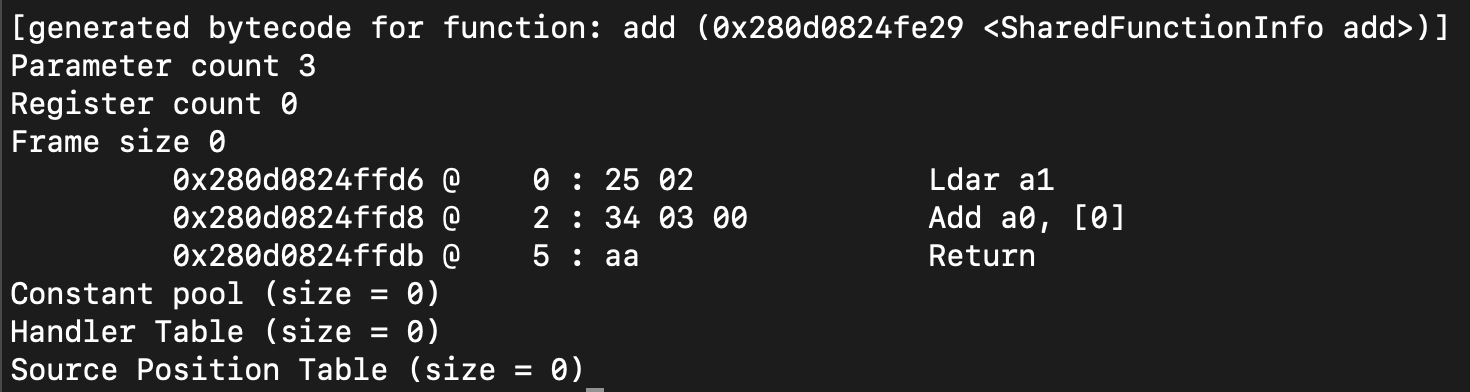 [generated bytecode for function: add (0x280d0824fe29 <SharedFunctionInfo add>)]
Parameter count 3
Register count 0
Frame size 0
0x280d0824ffd6 @    0 : 25 02             Ldar a1
0x280d0824ffd8 @    2 : 34 03 00          Add a0, [0]
0x280d0824ffdb @    5 : aa                Return
Constant pool (size = 0)
Handler Table (size = 0)
Source Position Table (size = 0)